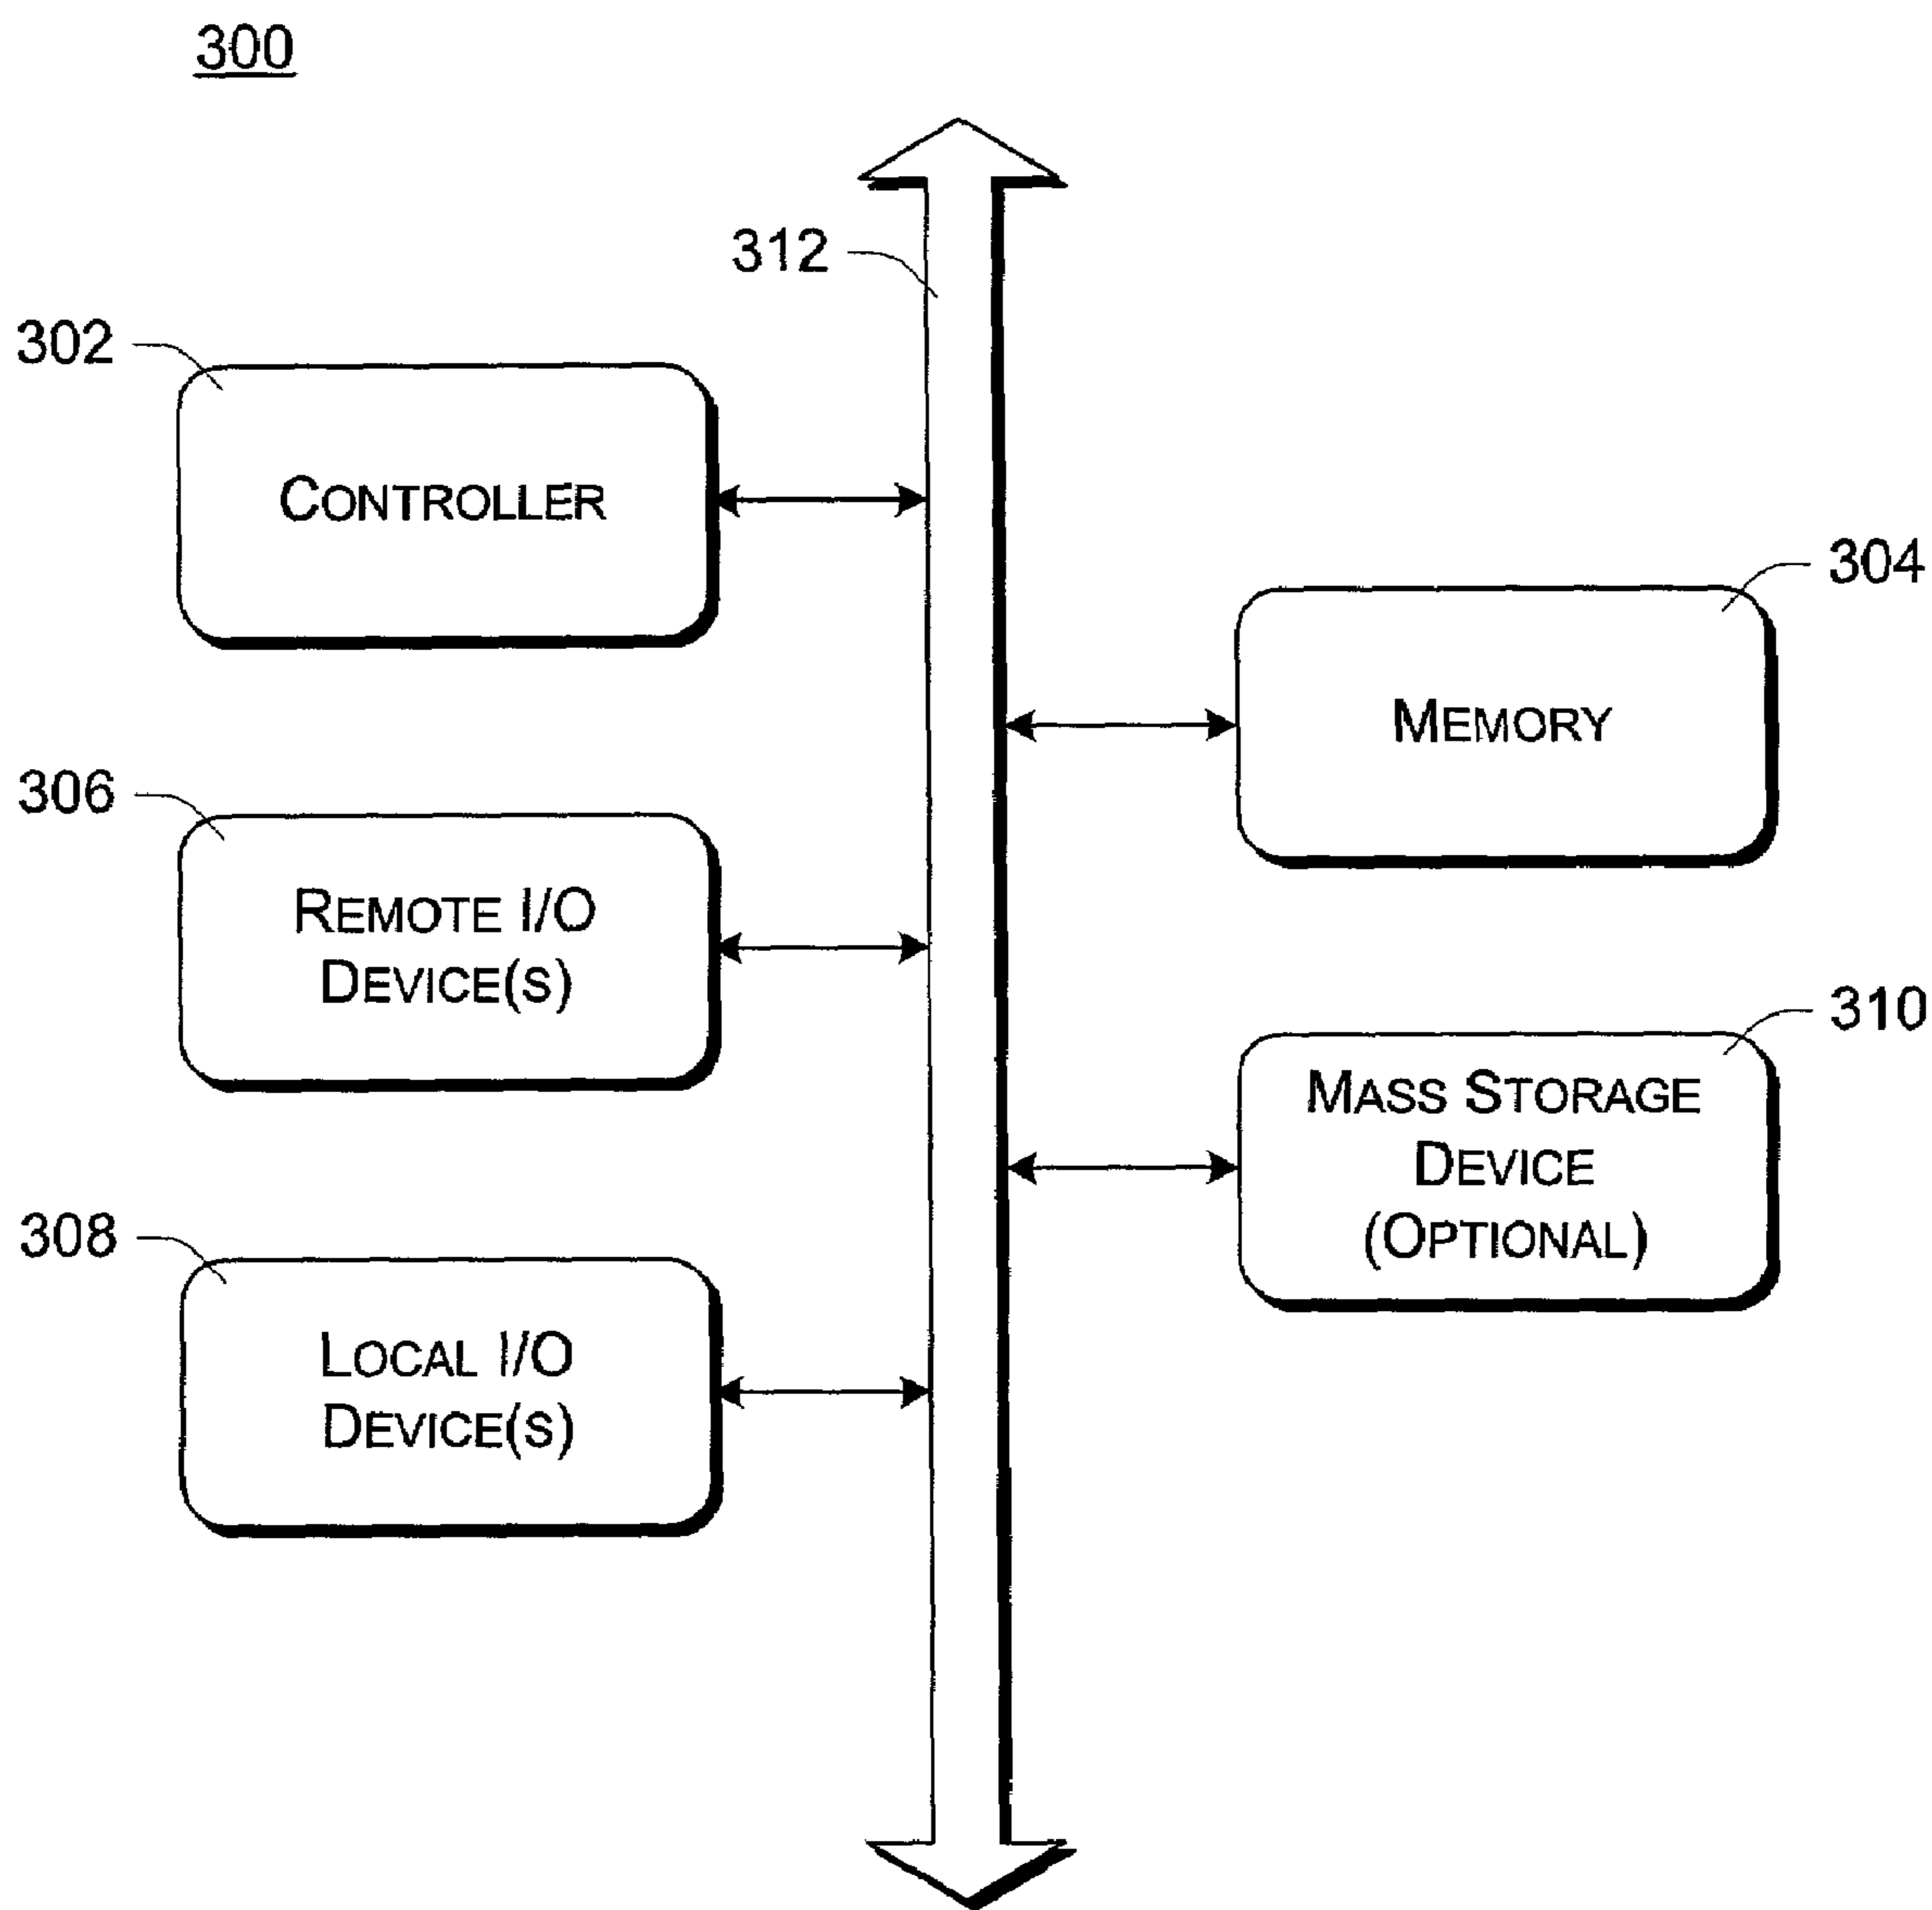 300
312
302
CONTROLLER
304
MEMORY
306
REMOTE I/O
DEVICE(S)
310
MASS STORAGE
DEVICE
(OPTIONAL)
308
LOCAL I/O
DEVICE(S)